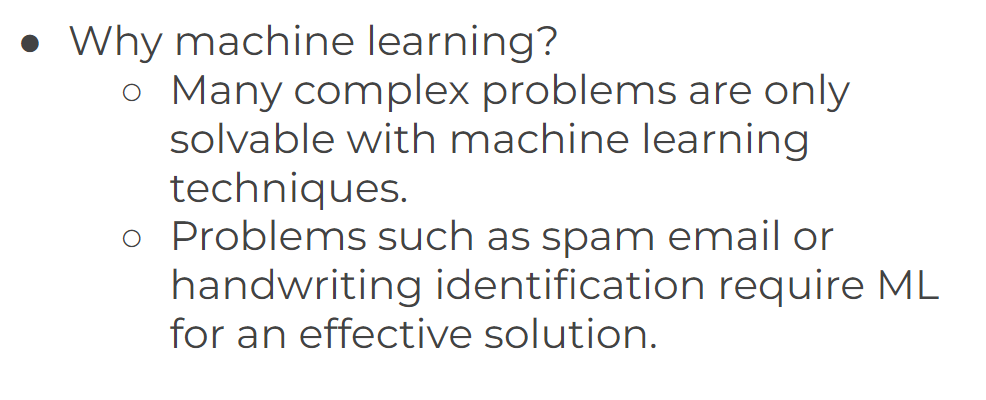 ● Why machine learning?
○ Many complex problems are only
solvable with machine learning
techniques.
○ Problems such as spam email or
handwriting identification require ML
for an effective solution.